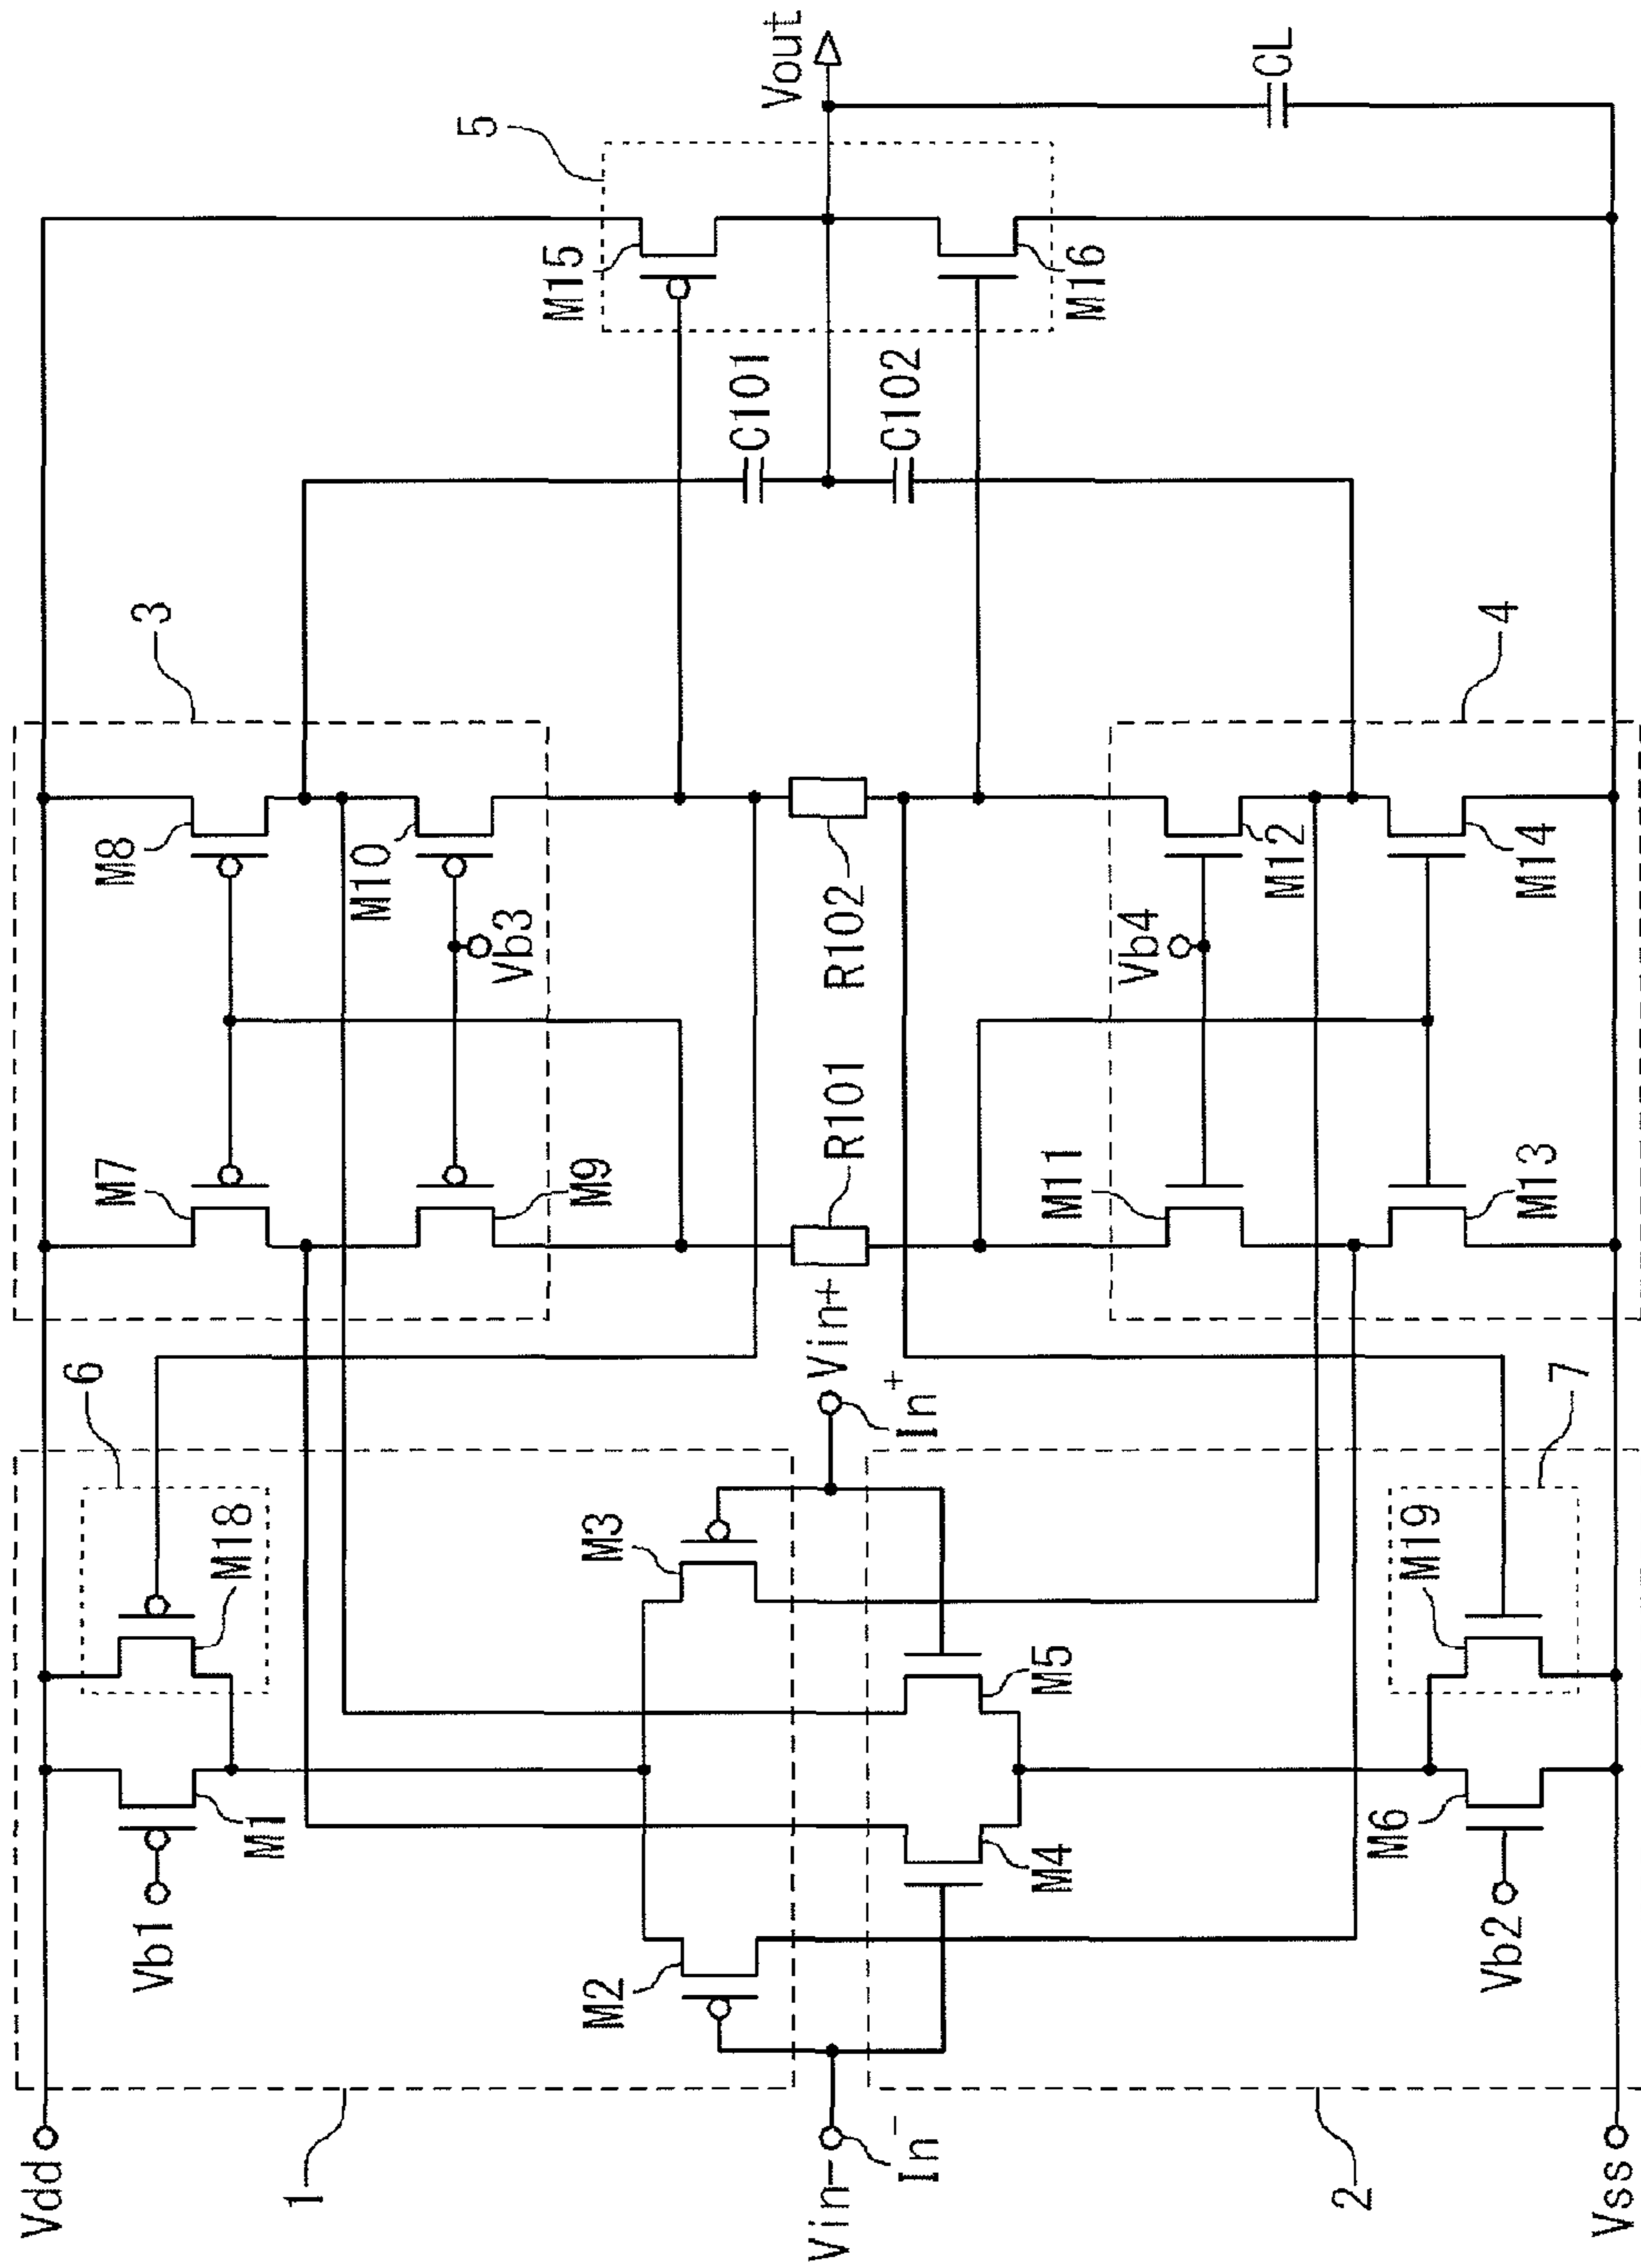 Vdd
Vb1
M1
M18
6
1
M7
M8
3
M9
M10
Vb3
M2
M3
Vin-
In-
Vin+
In+
R101
R102
C101
C102
M15
5
M16
Vout
CL
M4
M5
2
M11
M12
Vb4
M13
M14
4
M6
M19
7
Vb2
Vss